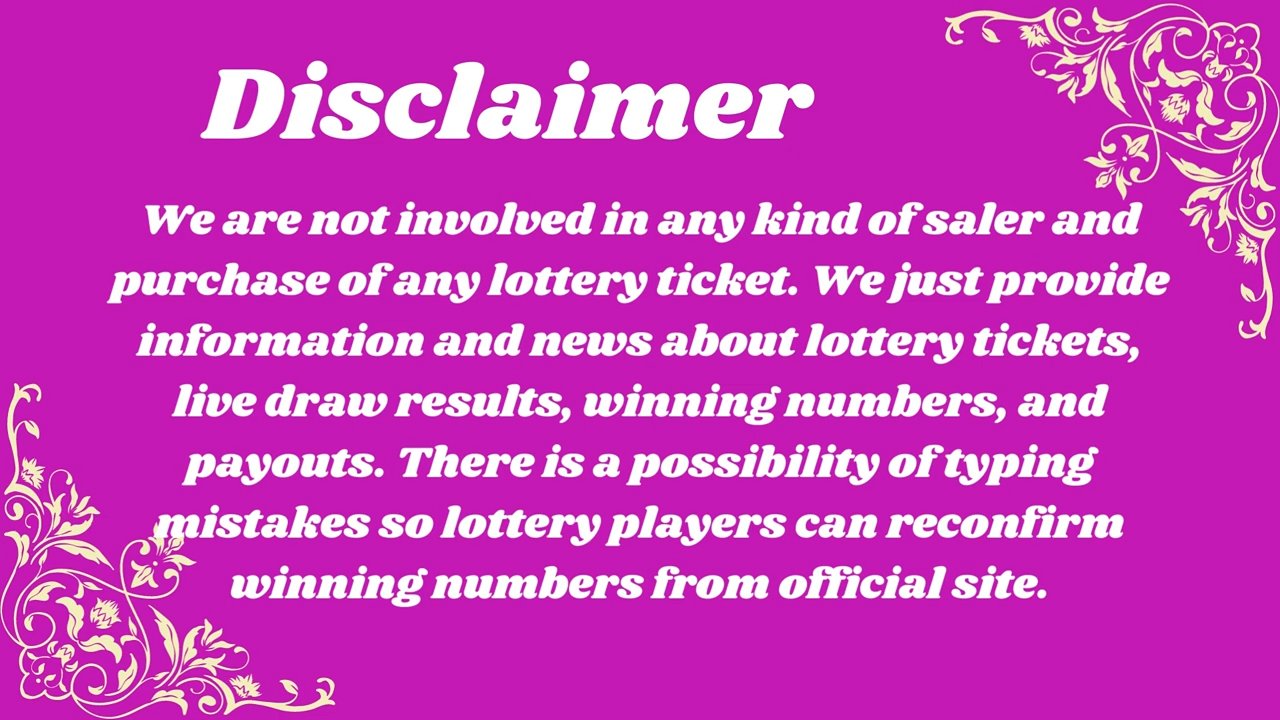 Disclaimer
We are not involved in any kind of saler and
purchase of any lottery ticket. We just provide
information and news about lottery tickets,
live draw results, winning numbers, and
payouts. There is a possibility of typing
mistakes so lottery players can reconfirm
winning numbers from official site.